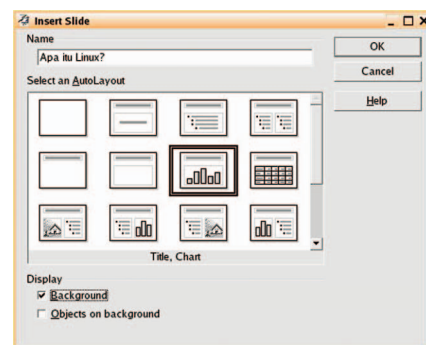 Insert Slide
Name
Apa itu Linux?
OK
Cancel
Help
Select an AutoLayout
Title, Chart
Display
Background
Objects on background